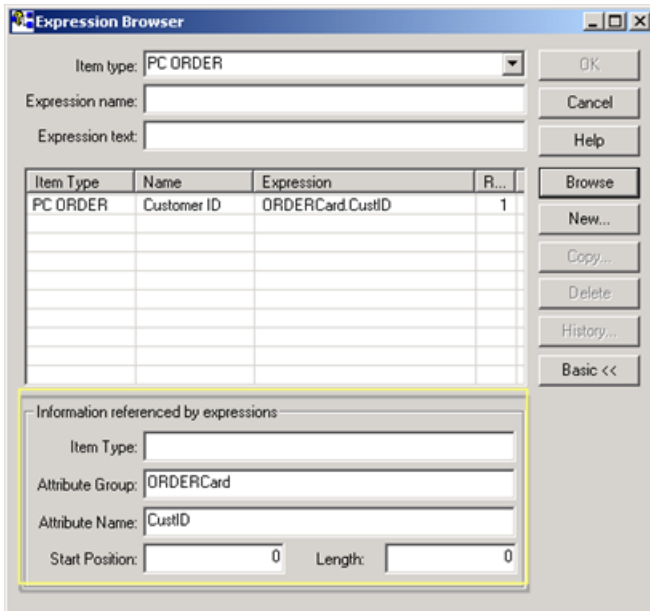 Expression Browser
Item type: PC ORDER
OK
Expression name:
Cancel
Expression text:
Help
Item Type Name Expression R...
Browse
PC ORDER Customer ID ORDERCard.CustID 1
New...
Copy...
Delete
History...
Basic <<
Information referenced by expressions
Item Type:
Attribute Group: ORDERCard
Attribute Name: CustID
Start Position: 0 Length: 0